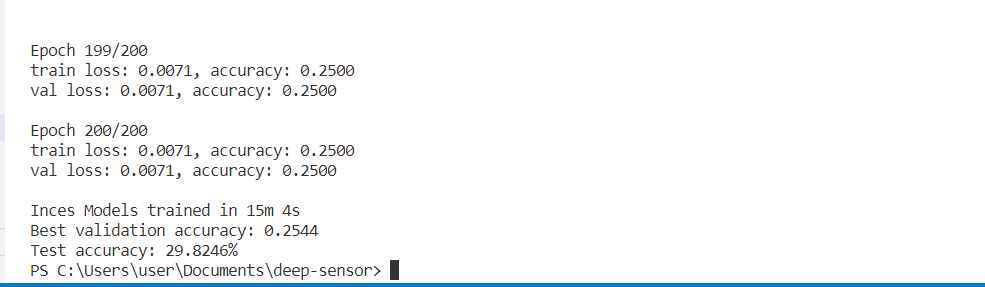 Epoch 199/200
train loss: 0.0071, accuracy: 0.2500
val loss: 0.0071, accuracy: 0.2500
Epoch 200/200
train loss: 0.0071, accuracy: 0.2500
val loss: 0.0071, accuracy: 0.2500
Inces Models trained in 15m 4s
Best validation accuracy: 0.2544
Test accuracy: 29.8246%
PS C:\Users\user\Documents\deep-sensor>